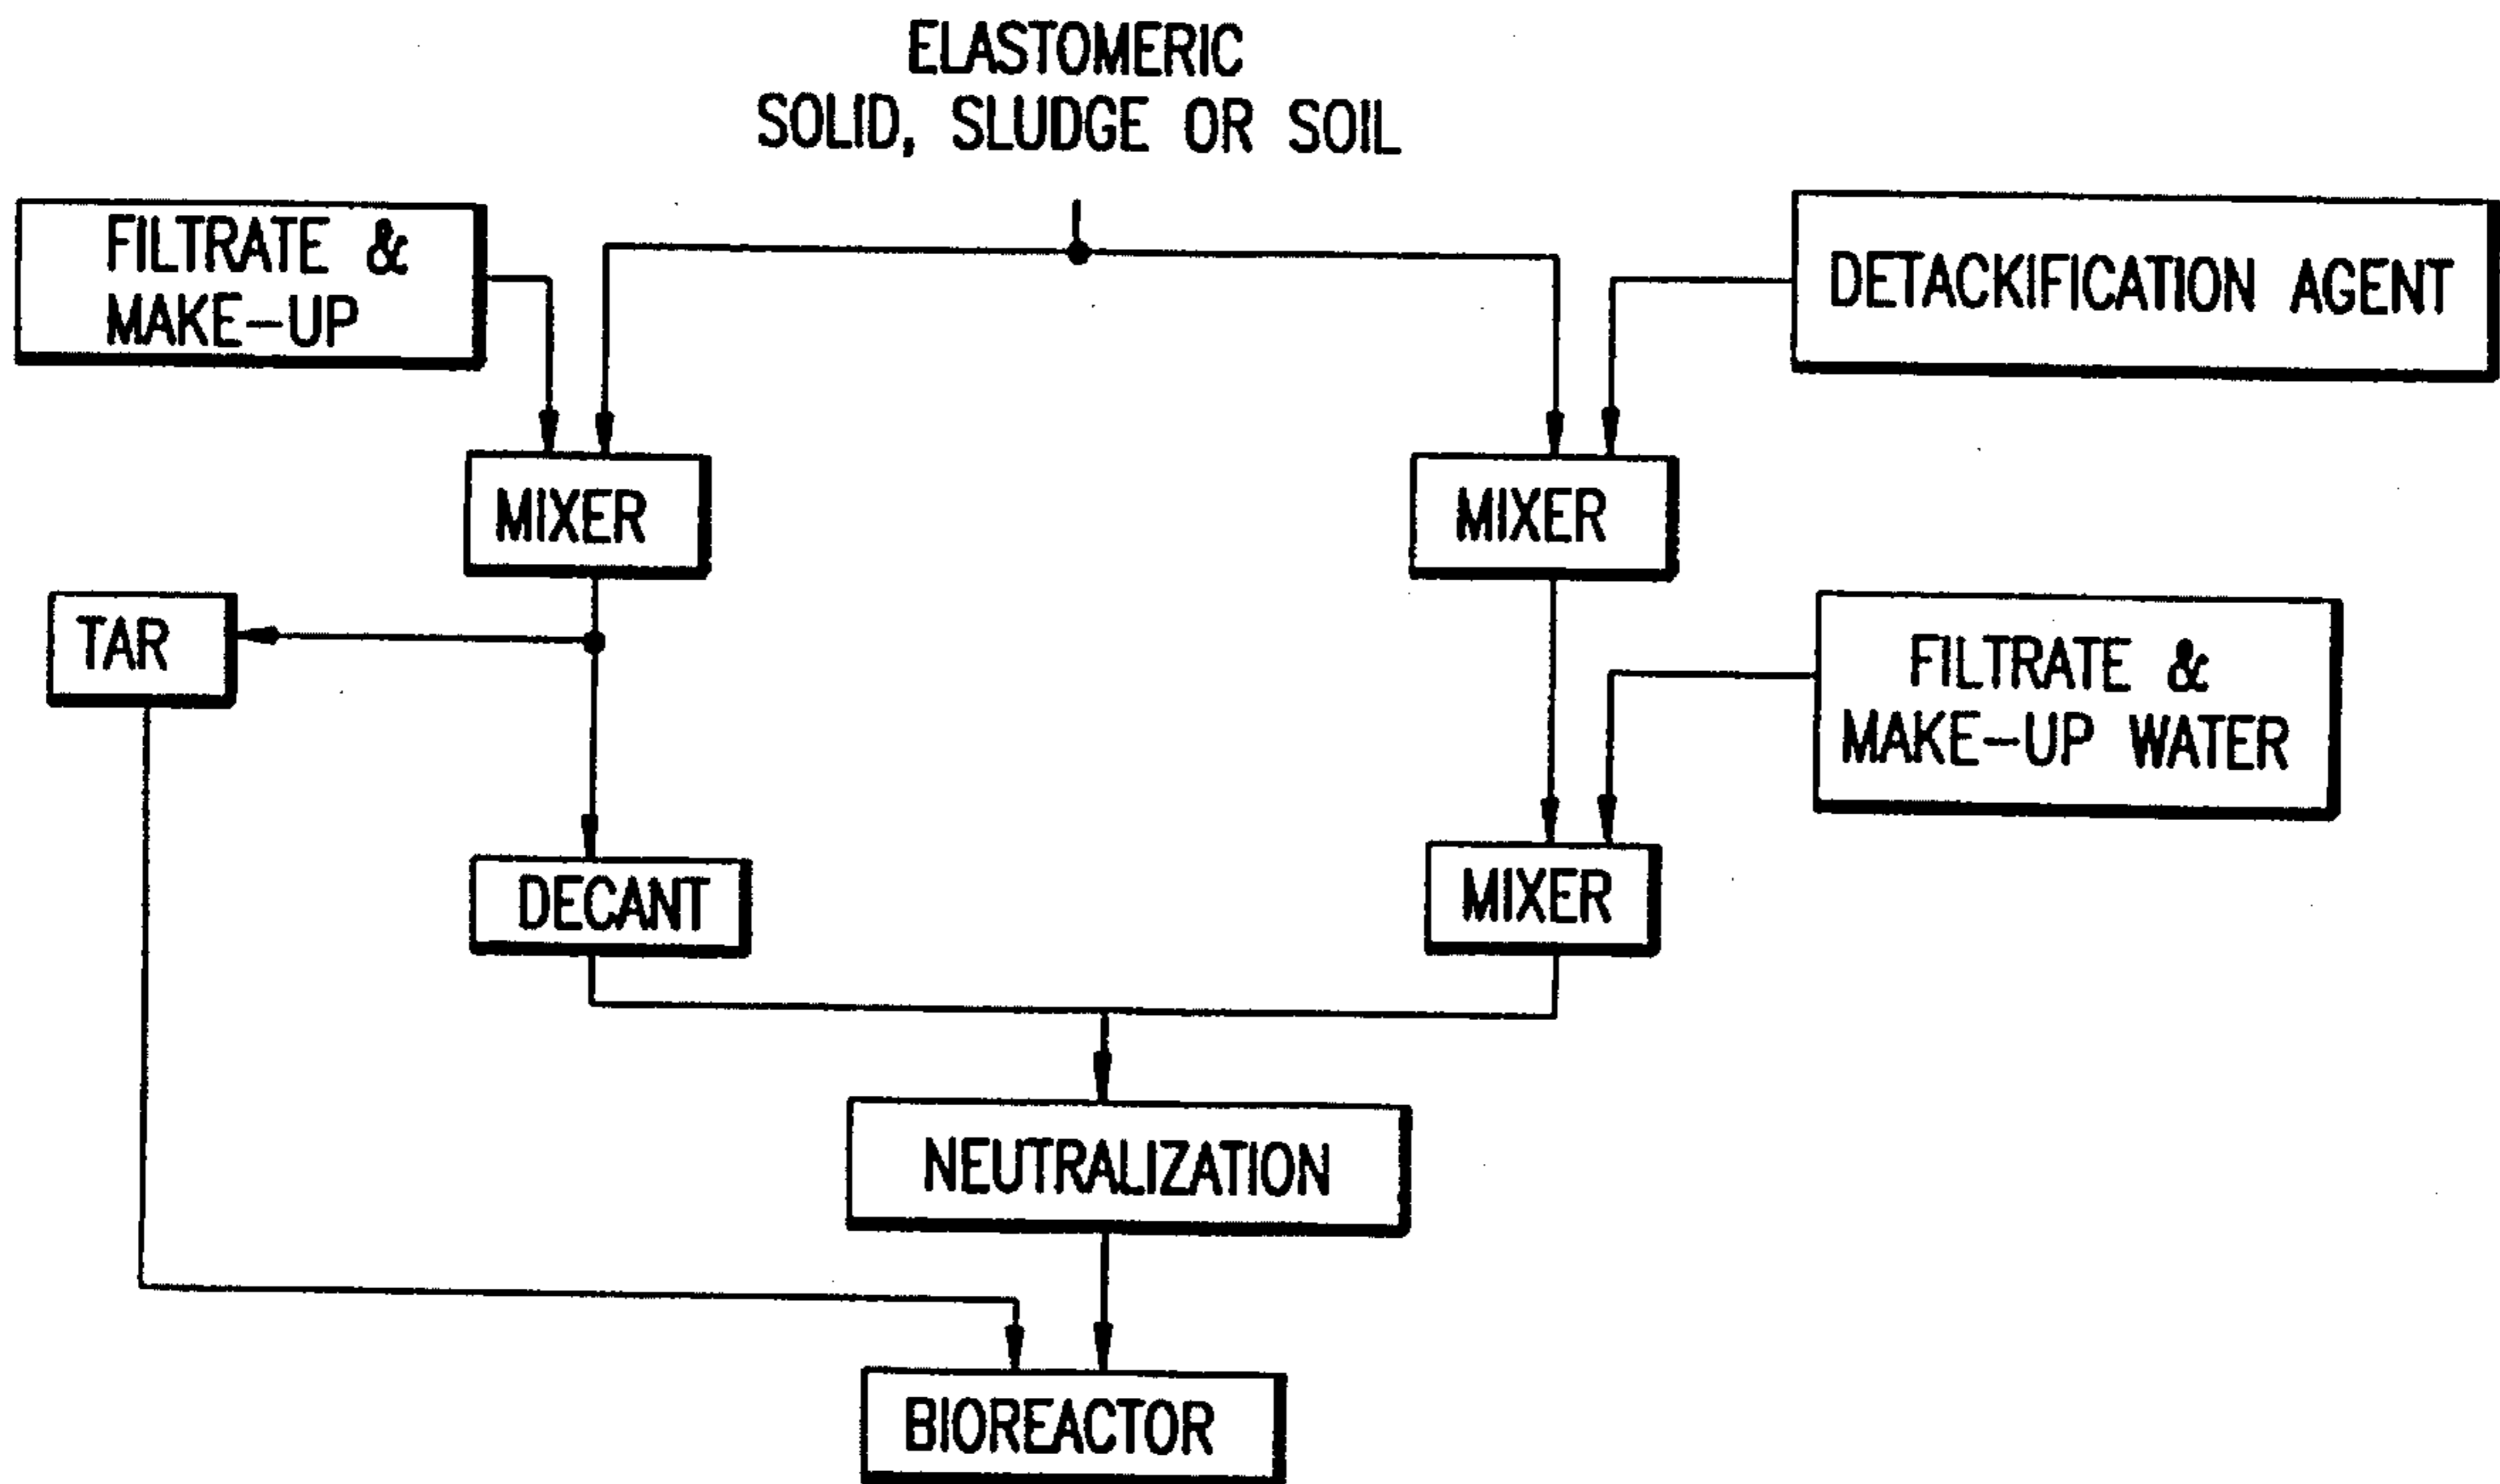 ELASTOMERIC
SOLID, SLUDGE OR SOIL
FILTRATE &
MAKE-UP
DETACKIFICATION AGENT
MIXER
MIXER
TAR
FILTRATE &
MAKE-UP WATER
DECANT
MIXER
NEUTRALIZATION
BIOREACTOR